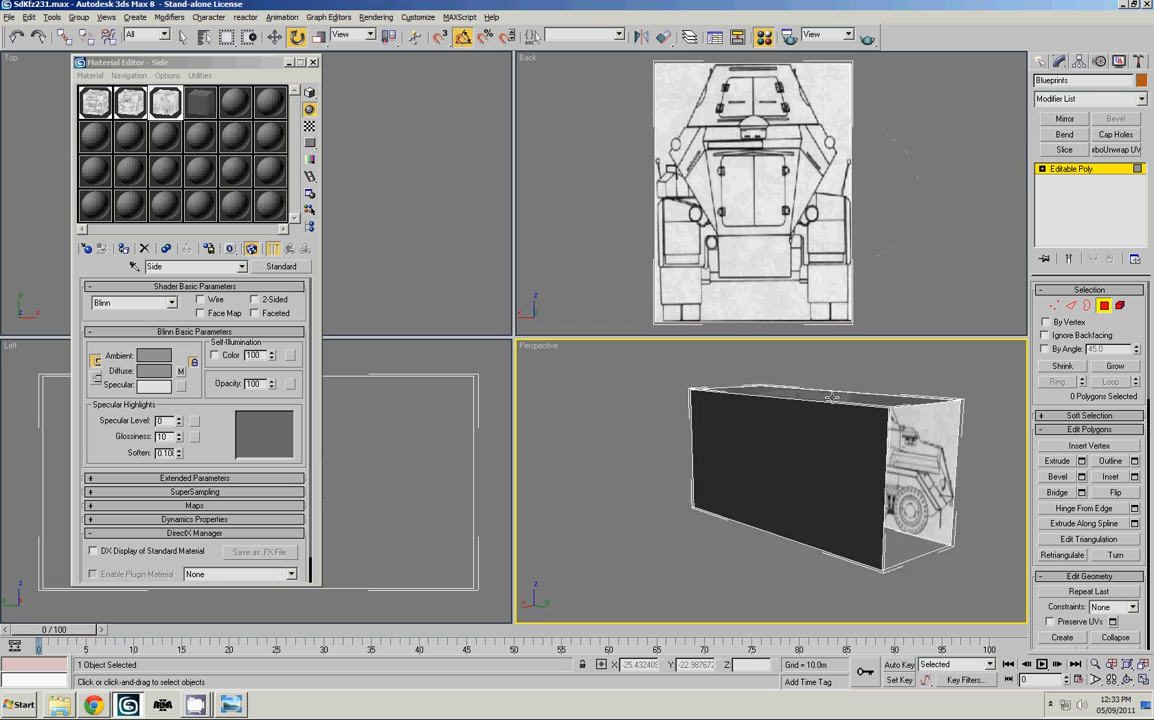 SdKfz231.max - Autodesk 3ds Max 8 - Stand-alone License
File Edit Tools Group Views Create Modifiers Character reactor Animation Graph Editors Rendering Customize MAXScript Help
All View View
Top
Back
Left
Perspective
Material Editor - Side
Material Navigation Options Utilities
Side Standard
Shader Basic Parameters
Blinn Wire 2-Sided
Face Map Faceted
Blinn Basic Parameters
Self-Illumination
Ambient: Color 100
Diffuse: M
Specular: Opacity: 100
Specular Highlights
Specular Level: 0
Glossiness: 10
Soften: 0.10
Extended Parameters
SuperSampling
Maps
Dynamics Properties
DirectX Manager
DX Display of Standard Material Save as .FX File
Enable Plugin Material None
Blueprints
Modifier List
Mirror Bevel
Bend Cap Holes
Slice rboUnwrap UV
Editable Poly
Selection
By Vertex
Ignore Backfacing
By Angle: 45.0
Shrink Grow
Ring Loop
0 Polygons Selected
Soft Selection
Edit Polygons
Insert Vertex
Extrude Outline
Bevel Inset
Bridge Flip
Hinge From Edge
Extrude Along Spline
Edit Triangulation
Retriangulate Turn
Edit Geometry
Repeat Last
Constraints: None
Preserve UVs
Create Collapse
0 / 100
0 5 10 15 20 25 30 35 40 45 50 55 60 65 70 75 80 85 90 95 100
1 Object Selected X: -25.432409 Y: -22.987672 Z: Grid = 10.0m Auto Key Selected
Click or click-and-drag to select objects Add Time Tag Set Key Key Filters... 0
Start 12:33 PM
05/09/2011